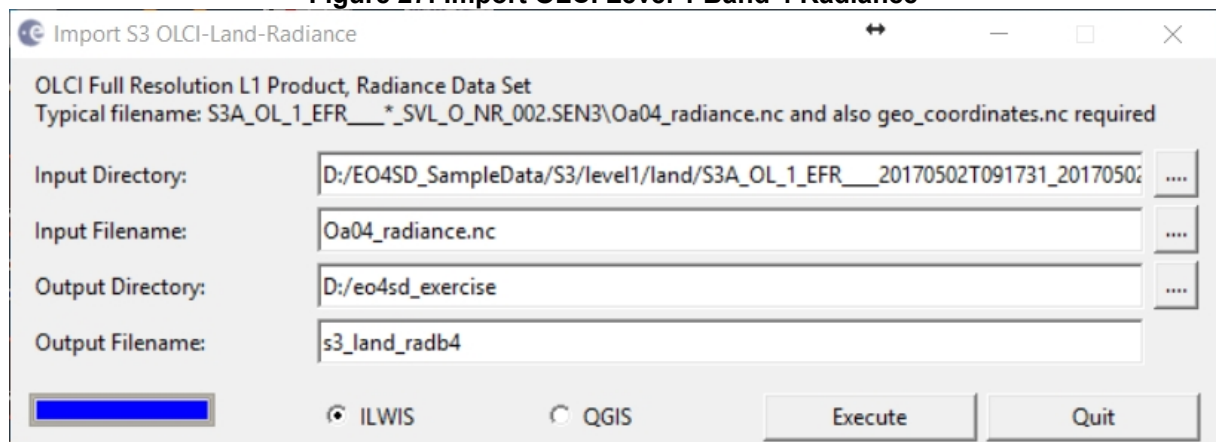 Figure 27: Import OLCI Level 1 Band 4 Radiance
Import S3 OLCI-Land-Radiance
OLCI Full Resolution L1 Product, Radiance Data Set
Typical filename: S3A_OL_1_EFR___*_SVL_O_NR_002.SEN3\Oa04_radiance.nc and also geo_coordinates.nc required
Input Directory: D:/EO4SD_SampleData/S3/level1/land/S3A_OL_1_EFR___20170502T091731_20170502 ....
Input Filename: Oa04_radiance.nc ....
Output Directory: D:/eo4sd_exercise ....
Output Filename: s3_land_radb4
ILWIS QGIS Execute Quit